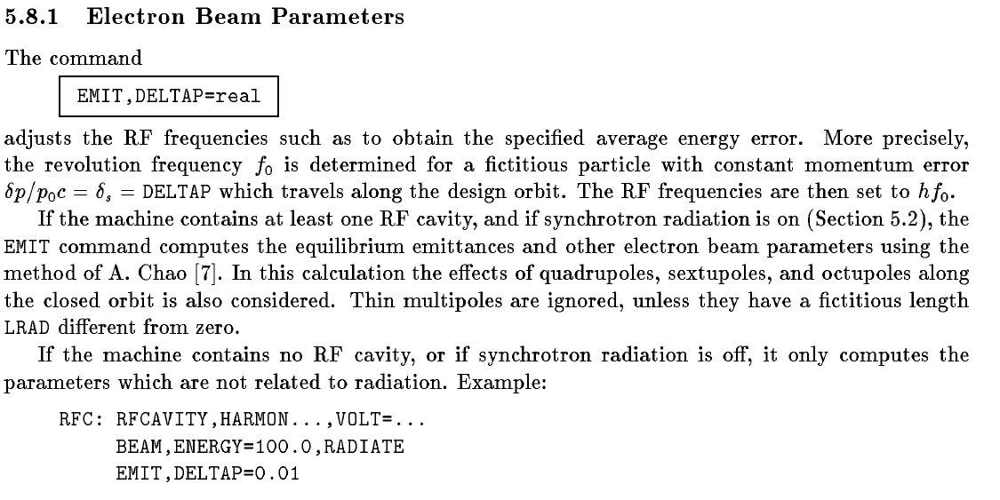 5.8.1 Electron Beam Parameters
The command
EMIT,DELTAP=real
adjusts the RF frequencies such as to obtain the specified average energy error. More precisely,
the revolution frequency f₀ is determined for a fictitious particle with constant momentum error
δp/p₀c = δₛ = DELTAP which travels along the design orbit. The RF frequencies are then set to hf₀.
If the machine contains at least one RF cavity, and if synchrotron radiation is on (Section 5.2), the
EMIT command computes the equilibrium emittances and other electron beam parameters using the
method of A. Chao [7]. In this calculation the effects of quadrupoles, sextupoles, and octupoles along
the closed orbit is also considered. Thin multipoles are ignored, unless they have a fictitious length
LRAD different from zero.
If the machine contains no RF cavity, or if synchrotron radiation is off, it only computes the
parameters which are not related to radiation. Example:
RFC: RFCAVITY,HARMON...,VOLT=...
BEAM,ENERGY=100.0,RADIATE
EMIT,DELTAP=0.01